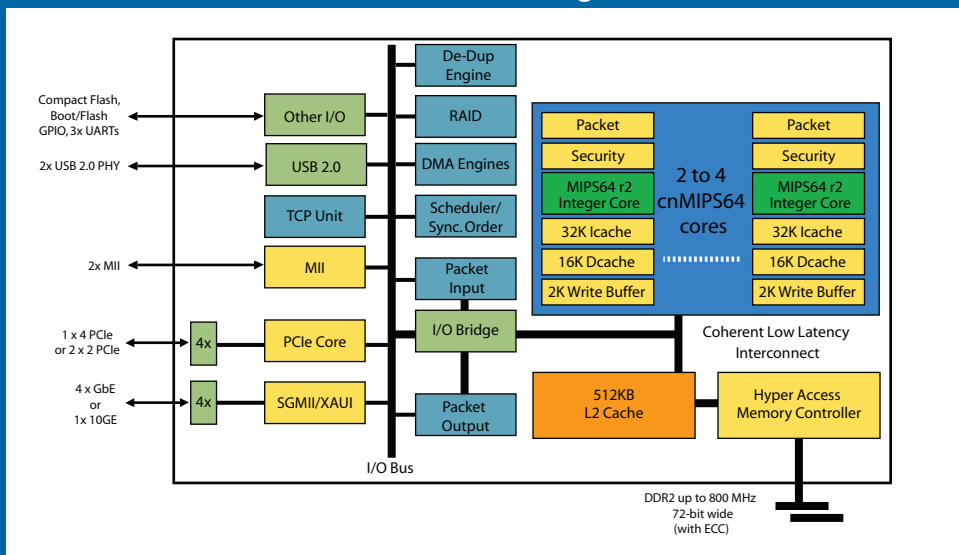 Compact Flash,
Boot/Flash
GPIO, 3x UARTs
2x USB 2.0 PHY
2x MII
1 x 4 PCIe
or 2 x 2 PCIe
4 x GbE
or
1x 10GE
4x
4x
Other I/O
USB 2.0
TCP Unit
MII
PCIe Core
SGMII/XAUI
I/O Bus
De-Dup
Engine
RAID
DMA Engines
Scheduler/
Sync. Order
Packet
Input
I/O Bridge
Packet
Output
Packet
Security
MIPS64 r2
Integer Core
32K Icache
16K Dcache
2K Write Buffer
2 to 4
cnMIPS64
cores
Packet
Security
MIPS64 r2
Integer Core
32K Icache
16K Dcache
2K Write Buffer
Coherent Low Latency
Interconnect
512KB
L2 Cache
Hyper Access
Memory Controller
DDR2 up to 800 MHz
72-bit wide
(with ECC)